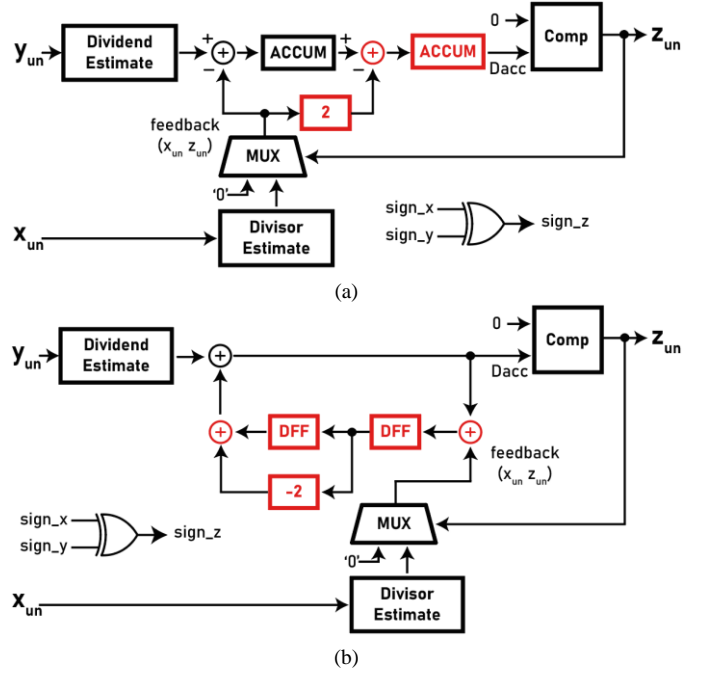 0
Comp
z_un
y_un
Dividend
Estimate
+
+
−
ACCUM
+
+
−
ACCUM
Dacc
2
feedback
(x_un z_un)
MUX
'0'
x_un
Divisor
Estimate
sign_x
sign_y
sign_z
(a)
0
Comp
z_un
y_un
Dividend
Estimate
+
Dacc
+
DFF
DFF
+
-2
feedback
(x_un z_un)
MUX
'0'
sign_x
sign_y
sign_z
x_un
Divisor
Estimate
(b)